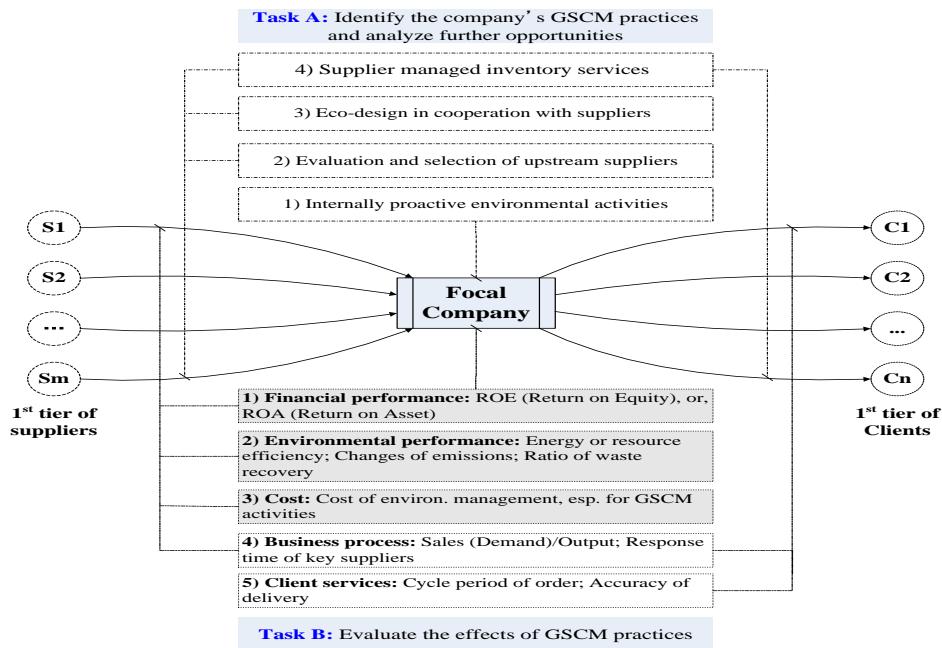 Task A: Identify the company's GSCM practices
and analyze further opportunities
4) Supplier managed inventory services
3) Eco-design in cooperation with suppliers
2) Evaluation and selection of upstream suppliers
1) Internally proactive environmental activities
S1
S2
...
Sm
1st tier of
suppliers
Focal
Company
C1
C2
...
Cn
1st tier of
Clients
1) Financial performance: ROE (Return on Equity), or,
ROA (Return on Asset)
2) Environmental performance: Energy or resource
efficiency; Changes of emissions; Ratio of waste
recovery
3) Cost: Cost of environ. management, esp. for GSCM
activities
4) Business process: Sales (Demand)/Output; Response
time of key suppliers
5) Client services: Cycle period of order; Accuracy of
delivery
Task B: Evaluate the effects of GSCM practices